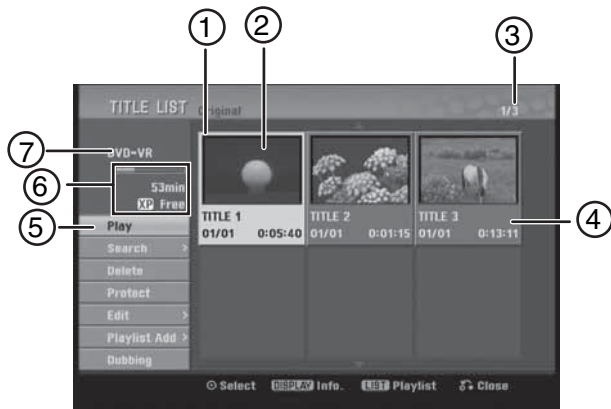 1 2 3
TITLE LIST Original 1/3
7 DVD-VR
6 53min
XP Free
5 Play
Search >
Delete
Protect
Edit >
Playlist Add >
Dubbing
TITLE 1
01/01 0:05:40
TITLE 2
01/01 0:01:15
TITLE 3
01/01 0:13:11
4
⊙ Select DISPLAY Info. LIST Playlist Close